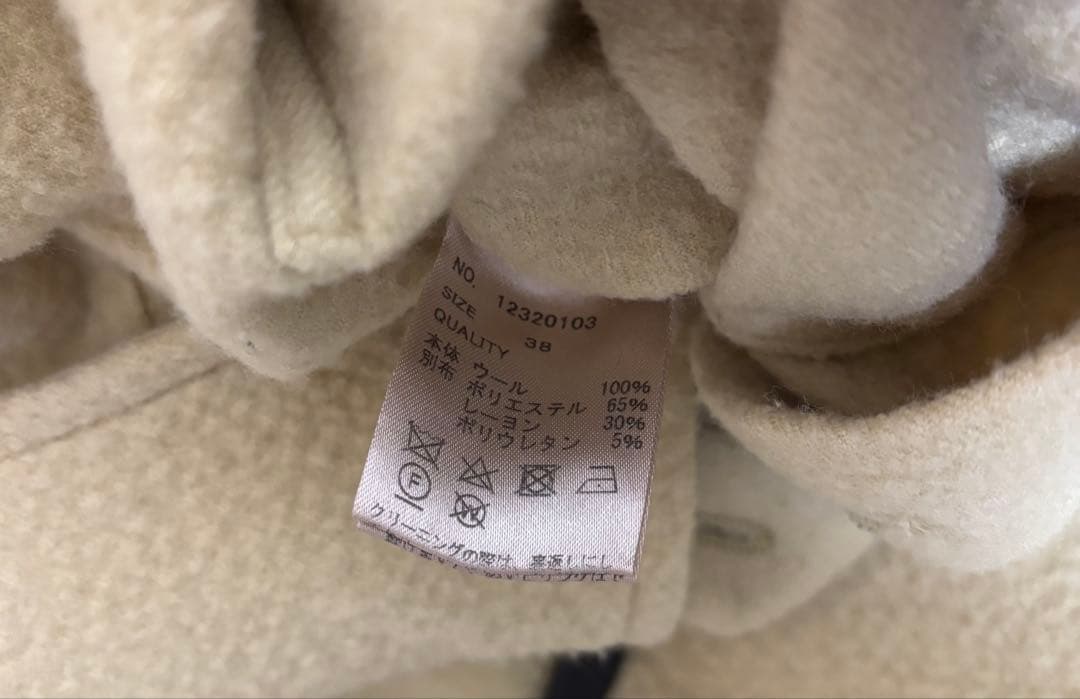 NO. 12320103
SIZE 38
QUALITY
本体 ウール 100%
別布 ポリエステル 65%
レーヨン 30%
ポリウレタン 5%
F
W
クリーニングの際は 裏返しにし